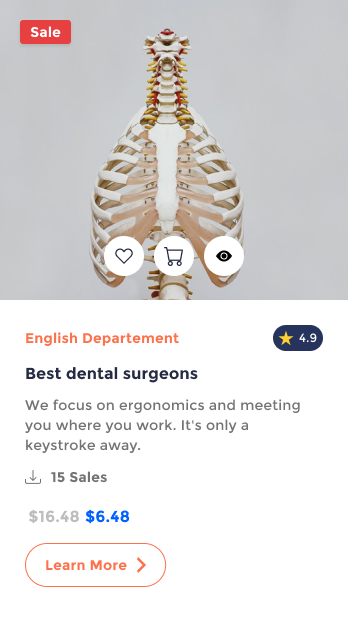 Sale
English Departement
4.9
Best dental surgeons
We focus on ergonomics and meeting
you where you work. It's only a
keystroke away.
15 Sales
$16.48 $6.48
Learn More